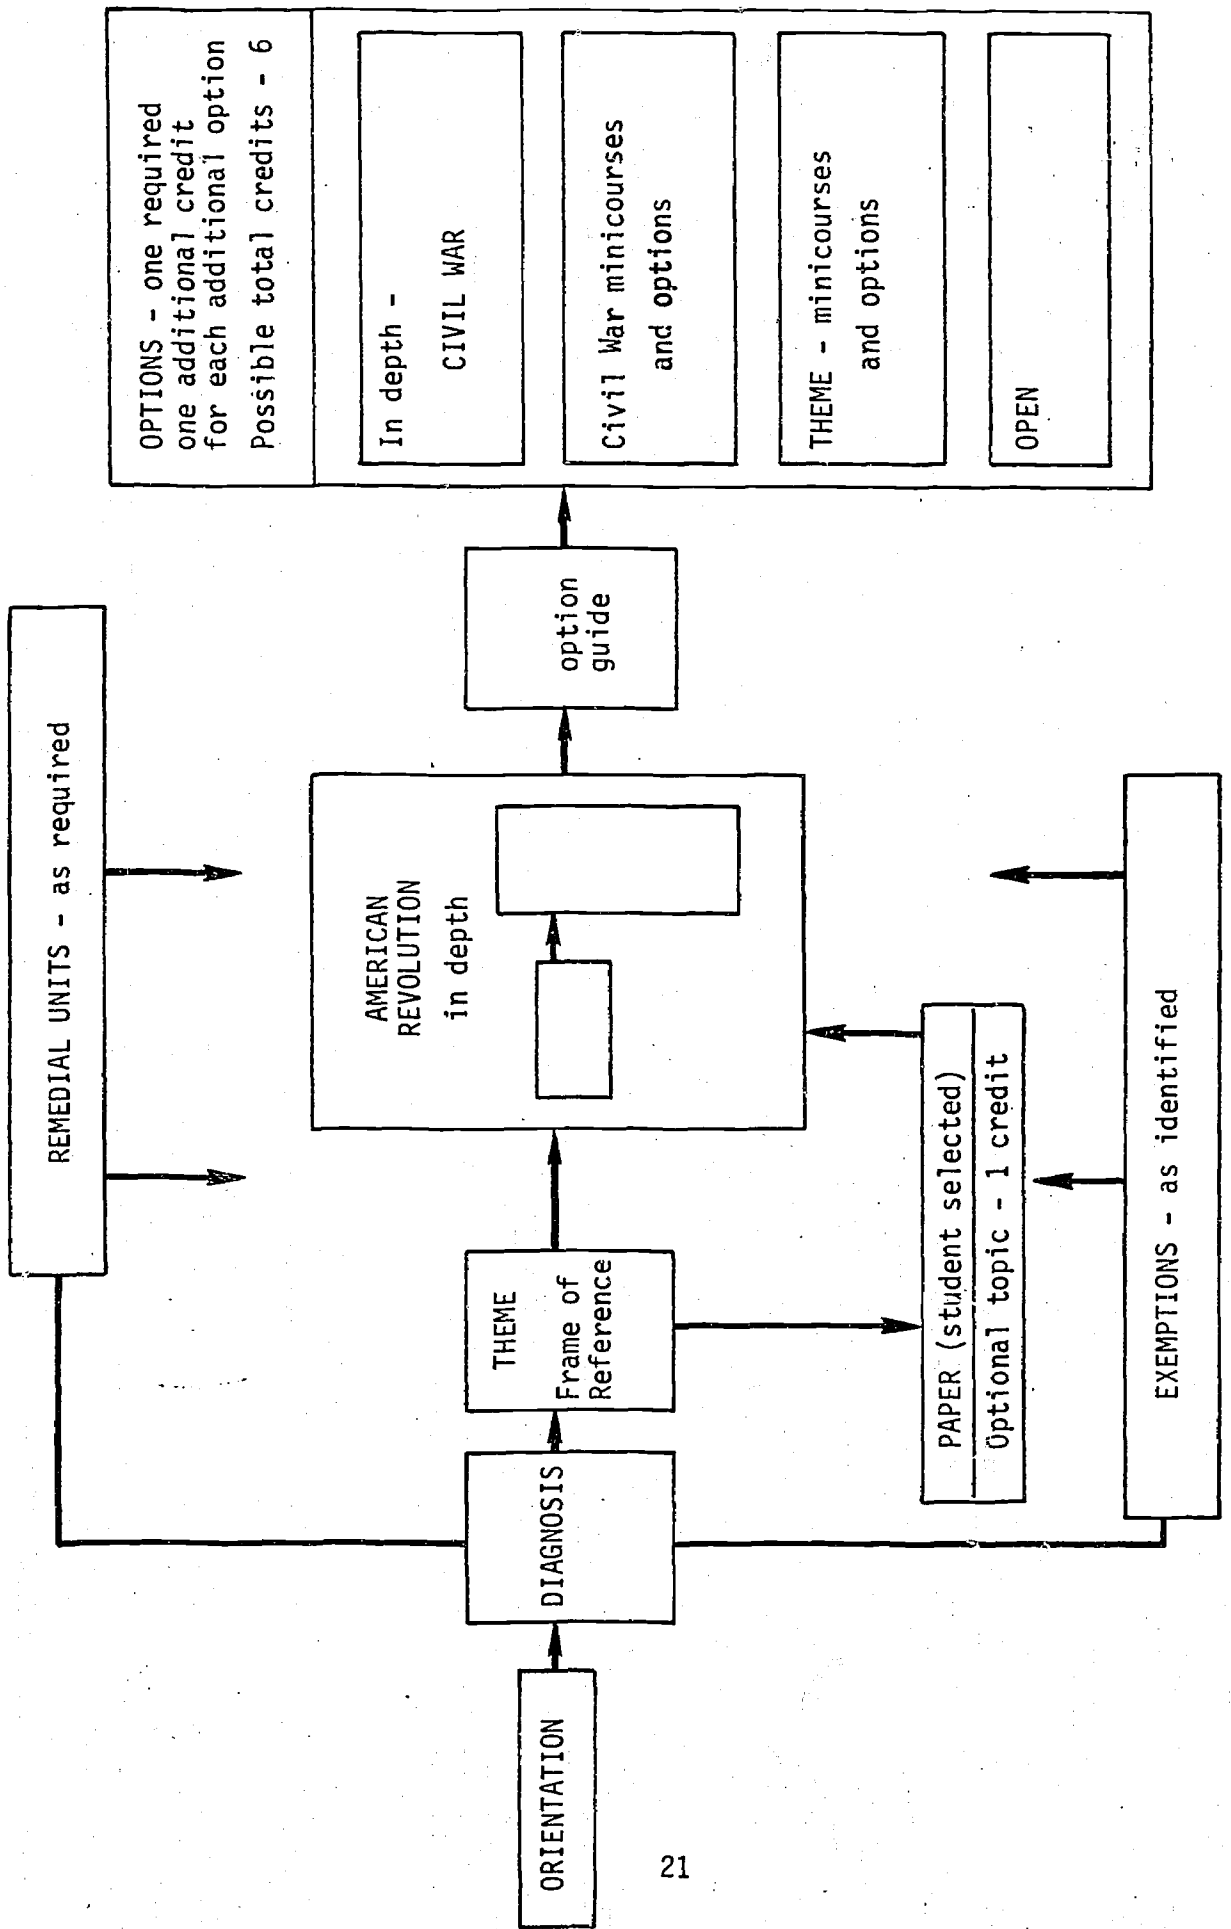 REMEDIAL UNITS - as required
ORIENTATION
DIAGNOSIS
THEME
Frame of
Reference
AMERICAN
REVOLUTION
in depth
option
guide
OPTIONS - one required
one additional credit
for each additional option
Possible total credits - 6
In depth -
CIVIL WAR
Civil War minicourses
and options
THEME - minicourses
and options
OPEN
PAPER (student selected)
Optional topic - 1 credit
EXEMPTIONS - as identified
21